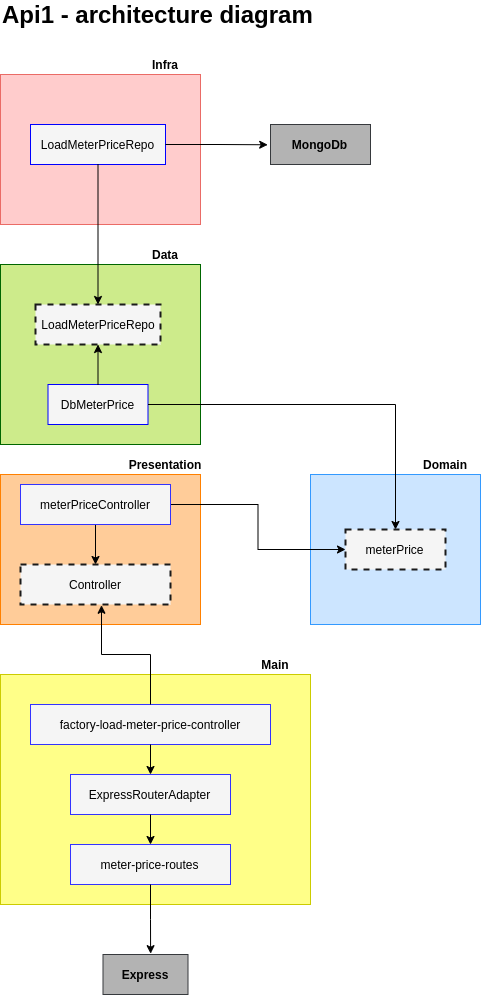 Api1 - architecture diagram
Infra
LoadMeterPriceRepo
MongoDb
Data
LoadMeterPriceRepo
DbMeterPrice
Presentation
Domain
meterPriceController
meterPrice
Controller
Main
factory-load-meter-price-controller
ExpressRouterAdapter
meter-price-routes
Express